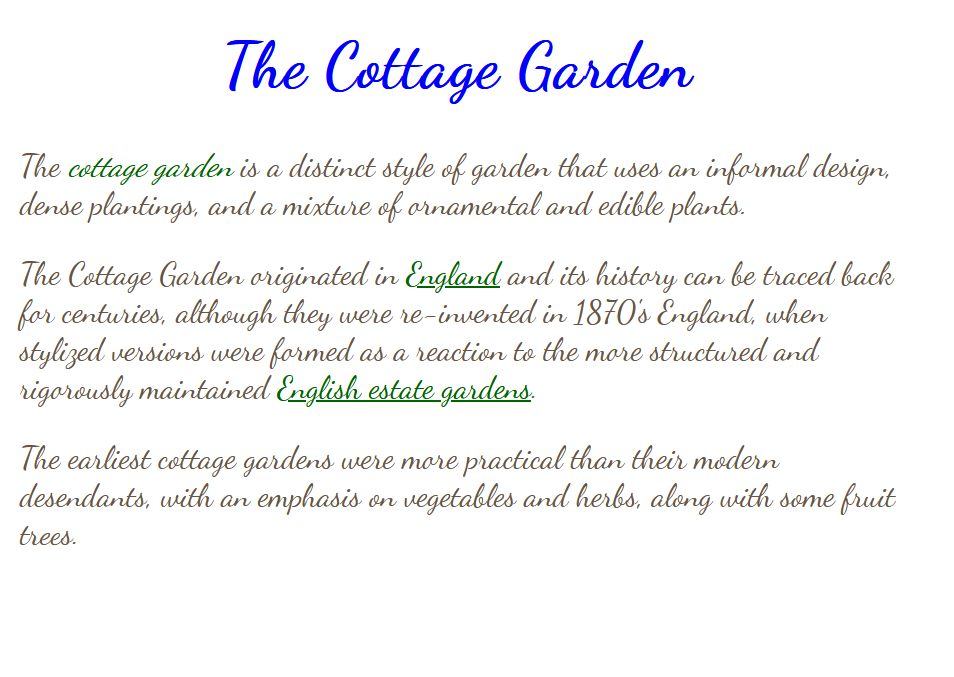 The Cottage Garden
The cottage garden is a distinct style of garden that uses an informal design,
dense plantings, and a mixture of ornamental and edible plants.
The Cottage Garden originated in England and its history can be traced back
for centuries, although they were re-invented in 1870's England, when
stylized versions were formed as a reaction to the more structured and
rigorously maintained English estate gardens.
The earliest cottage gardens were more practical than their modern
desendants, with an emphasis on vegetables and herbs, along with some fruit
trees.